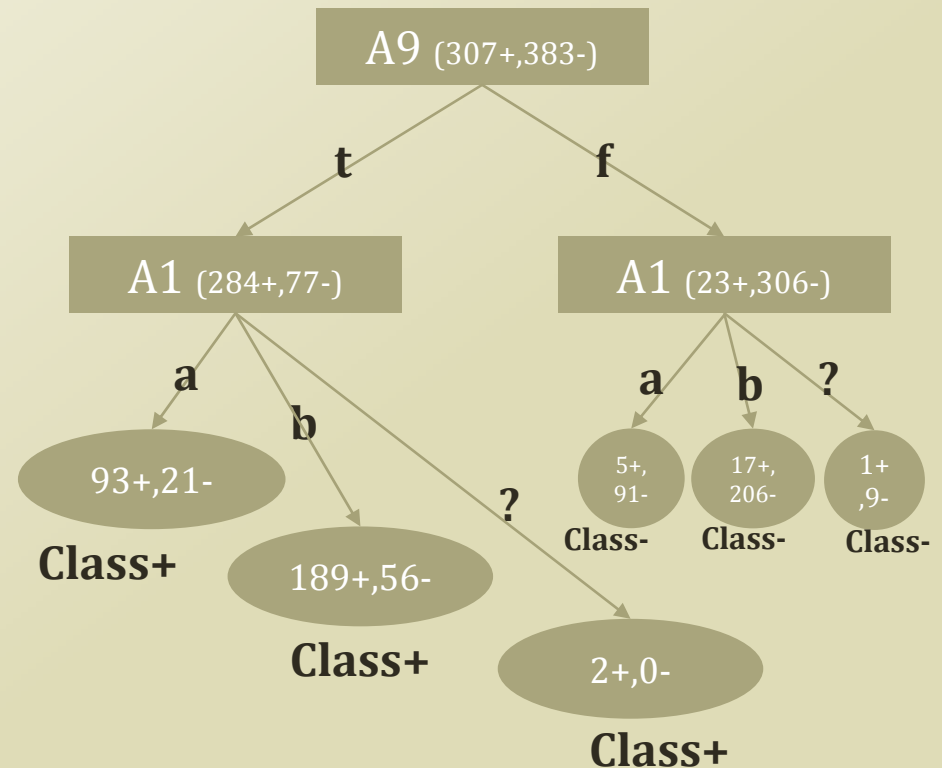 A9 (307+,383-)
t
f
A1 (284+,77-)
A1 (23+,306-)
a
b
?
a
b
?
93+,21-
Class+
189+,56-
Class+
2+,0-
Class+
5+,
91-
Class-
17+,
206-
Class-
1+
,9-
Class-